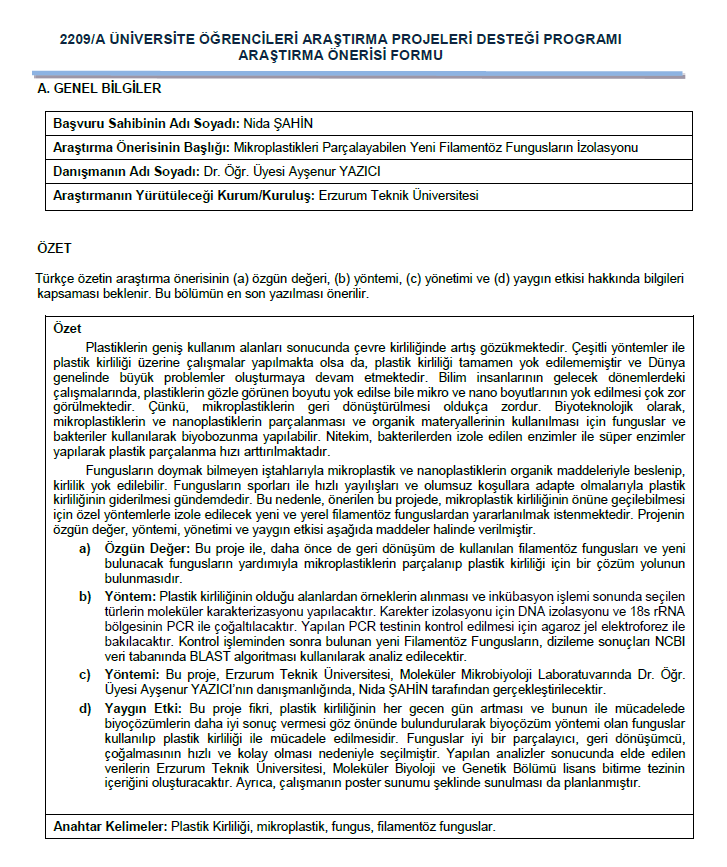 2209/A ÜNİVERSİTE ÖĞRENCİLERİ ARAŞTIRMA PROJELERİ DESTEĞİ PROGRAMI
ARAŞTIRMA ÖNERİSİ FORMU
A. GENEL BİLGİLER
Başvuru Sahibinin Adı Soyadı: Nida ŞAHİN
Araştırma Önerisinin Başlığı: Mikroplastikleri Parçalayabilen Yeni Filamentöz Fungusların İzolasyonu
Danışmanın Adı Soyadı: Dr. Öğr. Üyesi Ayşenur YAZICI
Araştırmanın Yürütüleceği Kurum/Kuruluş: Erzurum Teknik Üniversitesi
ÖZET
Türkçe özetin araştırma önerisinin (a) özgün değeri, (b) yöntemi, (c) yönetimi ve (d) yaygın etkisi hakkında bilgileri
kapsaması beklenir. Bu bölümün en son yazılması önerilir.
Özet
Plastiklerin geniş kullanım alanları sonucunda çevre kirliliğinde artış gözükmektedir. Çeşitli yöntemler ile
plastik kirliliği üzerine çalışmalar yapılmakta olsa da, plastik kirliliği tamamen yok edilememiştir ve Dünya
genelinde büyük problemler oluşturmaya devam etmektedir. Bilim insanlarının gelecek dönemlerdeki
çalışmalarında, plastiklerin gözle görünen boyutu yok edilse bile mikro ve nano boyutlarının yok edilmesi çok zor
görülmektedir. Çünkü, mikroplastiklerin geri dönüştürülmesi oldukça zordur. Biyoteknolojik olarak,
mikroplastiklerin ve nanoplastiklerin parçalanması ve organik materyallerinin kullanılması için funguslar ve
bakteriler kullanılarak biyobozunma yapılabilir. Nitekim, bakterilerden izole edilen enzimler ile süper enzimler
yapılarak plastik parçalanma hızı arttırılmaktadır.
Fungusların doymak bilmeyen iştahlarıyla mikroplastik ve nanoplastiklerin organik maddeleriyle beslenip,
kirlilik yok edilebilir. Fungusların sporları ile hızlı yayılışları ve olumsuz koşullara adapte olmalarıyla plastik
kirliliğinin giderilmesi gündemdedir. Bu nedenle, önerilen bu projede, mikroplastik kirliliğinin önüne geçilebilmesi
için özel yöntemlerle izole edilecek yeni ve yerel filamentöz funguslardan yararlanılmak istenmektedir. Projenin
özgün değer, yöntemi, yönetimi ve yaygın etkisi aşağıda maddeler halinde verilmiştir.
a) Özgün Değer: Bu proje ile, daha önce de geri dönüşüm de kullanılan filamentöz fungusları ve yeni
bulunacak fungusların yardımıyla mikroplastiklerin parçalanıp plastik kirliliği için bir çözüm yolunun
bulunmasıdır.
b) Yöntem: Plastik kirliliğinin olduğu alanlardan örneklerin alınması ve inkübasyon işlemi sonunda seçilen
türlerin moleküler karakterizasyonu yapılacaktır. Karekter izolasyonu için DNA izolasyonu ve 18s rRNA
bölgesinin PCR ile çoğaltılacaktır. Yapılan PCR testinin kontrol edilmesi için agaroz jel elektroforez ile
bakılacaktır. Kontrol işleminden sonra bulunan yeni Filamentöz Fungusların, dizileme sonuçları NCBI
veri tabanında BLAST algoritması kullanılarak analiz edilecektir.
c) Yöntemi: Bu proje, Erzurum Teknik Üniversitesi, Moleküler Mikrobiyoloji Laboratuvarında Dr. Öğr.
Üyesi Ayşenur YAZICI'nın danışmanlığında, Nida ŞAHİN tarafından gerçekleştirilecektir.
d) Yaygın Etki: Bu proje fikri, plastik kirliliğinin her gecen gün artması ve bunun ile mücadelede
biyoçözümlerin daha iyi sonuç vermesi göz önünde bulundurularak biyoçözüm yöntemi olan funguslar
kullanılıp plastik kirliliği ile mücadele edilmesidir. Funguslar iyi bir parçalayıcı, geri dönüşümcü,
çoğalmasının hızlı ve kolay olması nedeniyle seçilmiştir. Yapılan analizler sonucunda elde edilen
verilerin Erzurum Teknik Üniversitesi, Moleküler Biyoloji ve Genetik Bölümü lisans bitirme tezinin
içeriğini oluşturacaktır. Ayrıca, çalışmanın poster sunumu şeklinde sunulması da planlanmıştır.
Anahtar Kelimeler: Plastik Kirliliği, mikroplastik, fungus, filamentöz funguslar.